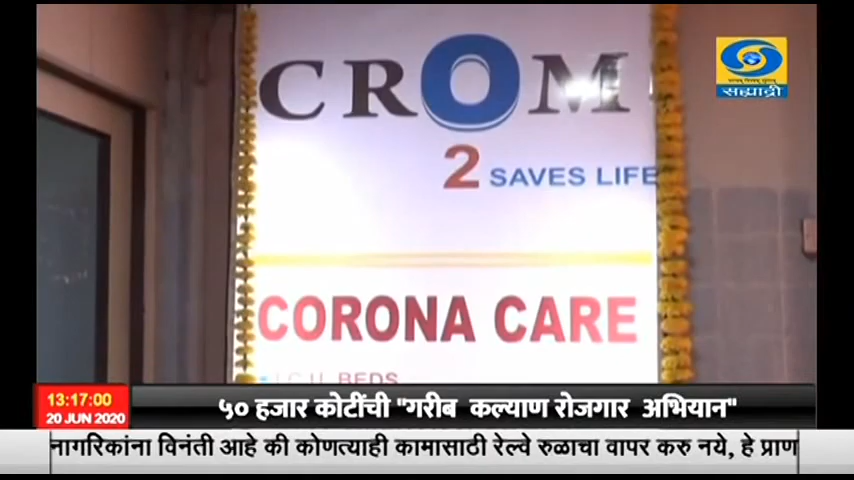 CROM
2 SAVES LIFE
सह्याद्री
CORONA CARE
I.C.U. BEDS
13:17:00
20 JUN 2020
५० हजार कोटींची "गरीब कल्याण रोजगार अभियान"
नागरिकांना विनंती आहे की कोणत्याही कामासाठी रेल्वे रुळाचा वापर करु नये, हे प्राण